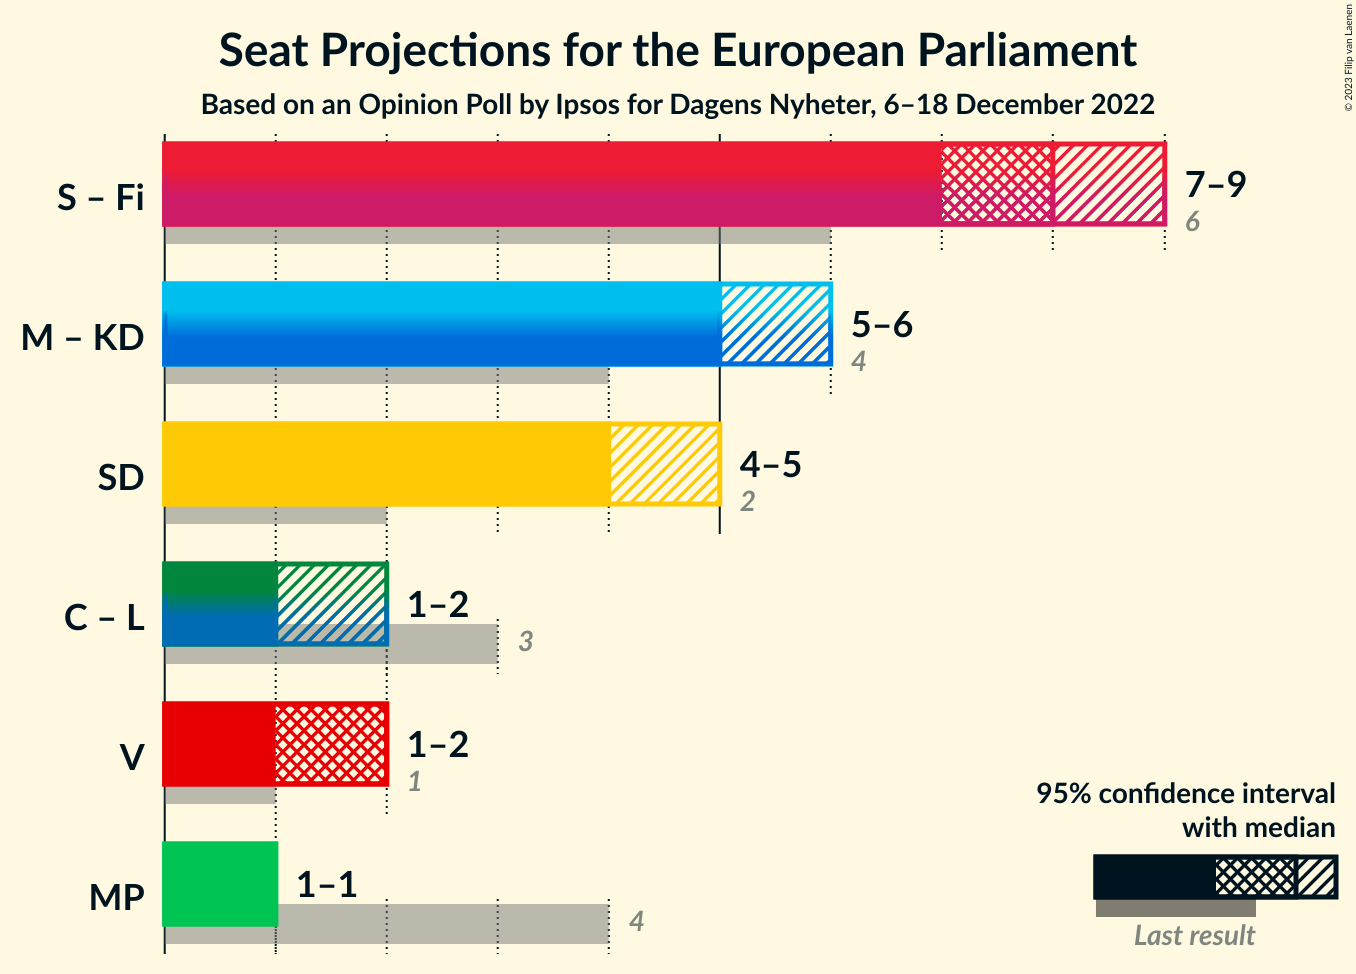 Seat Projections for the European Parliament
Based on an Opinion Poll by Ipsos for Dagens Nyheter, 6–18 December 2022
© 2023 Filip van Laenen
S – Fi
7–9
6
M – KD
5–6
4
SD
4–5
2
C – L
1–2
3
V
1–2
1
MP
1–1
4
95% confidence interval
with median
Last result